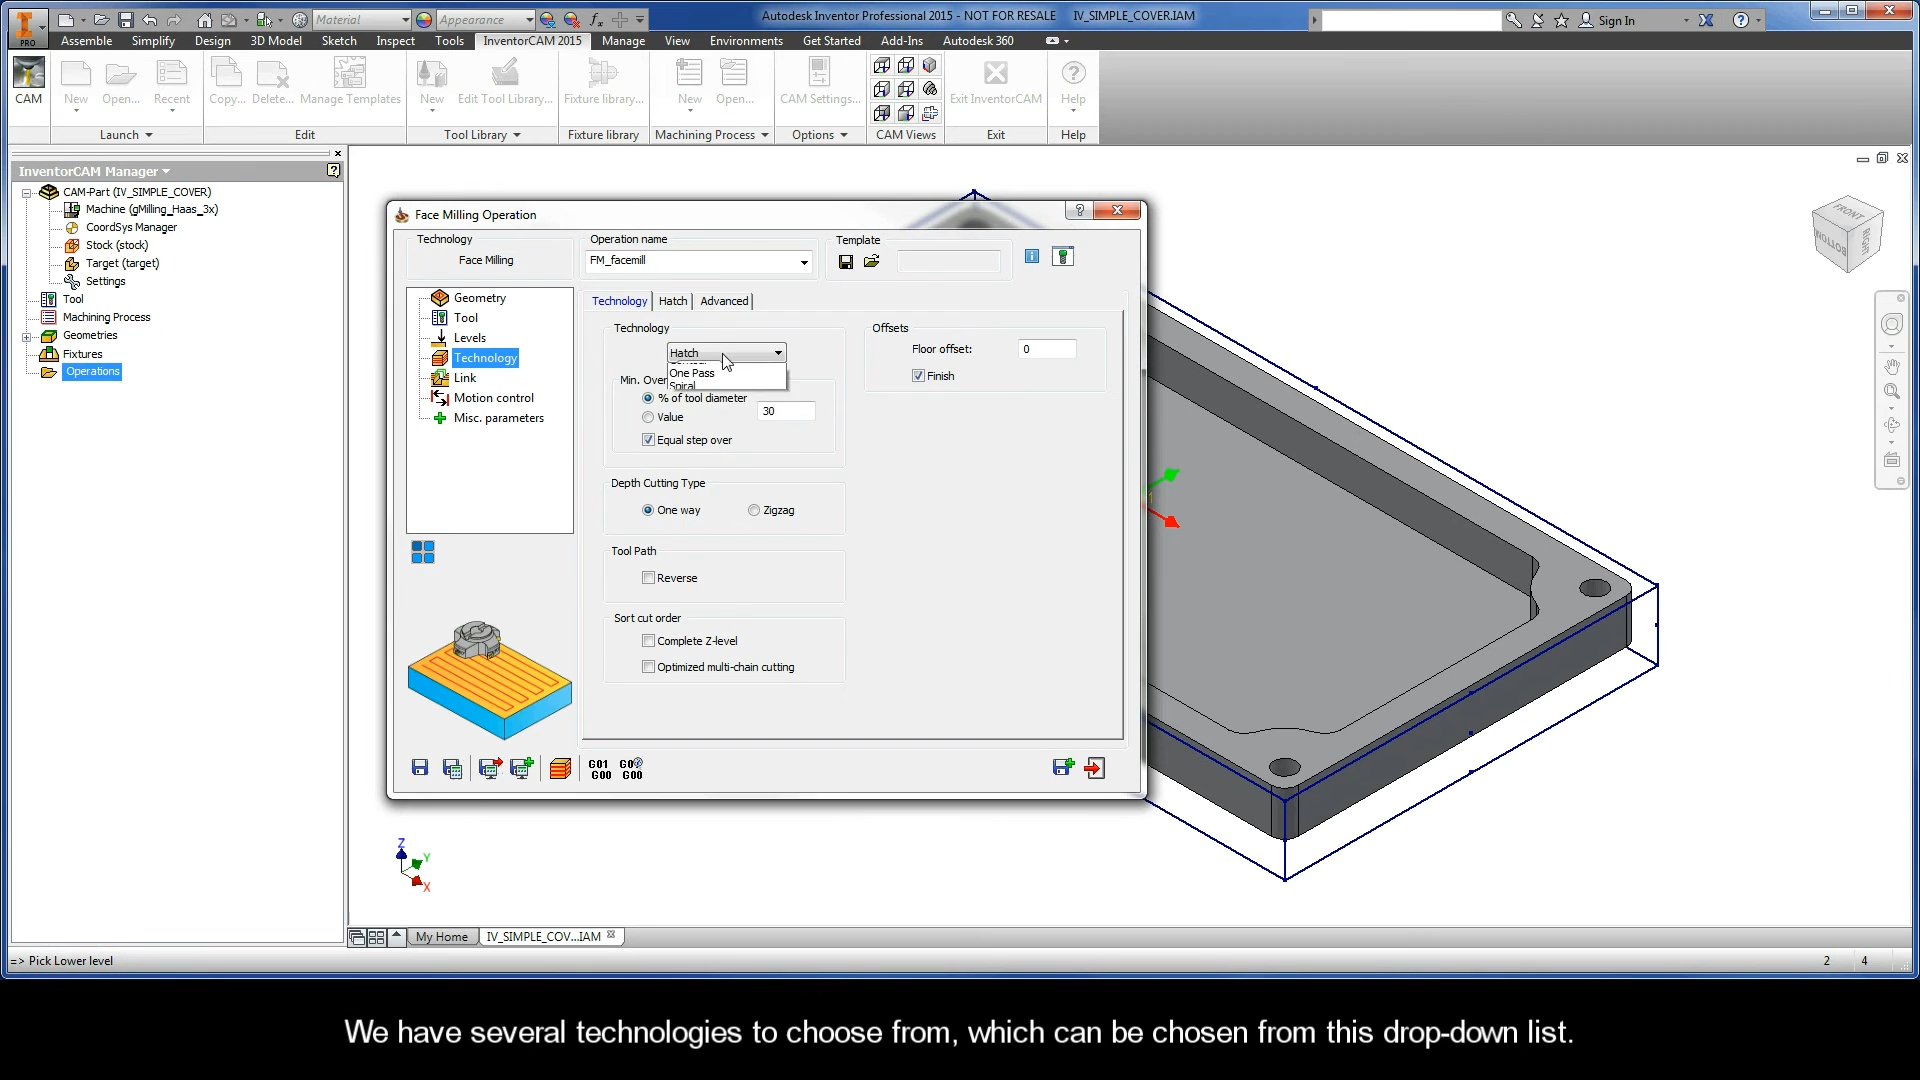 Material
Appearance
Autodesk Inventor Professional 2015 - NOT FOR RESALE IV_SIMPLE_COVER.IAM
Sign In
PRO
Assemble Simplify Design 3D Model Sketch Inspect Tools InventorCAM 2015 Manage View Environments Get Started Add-Ins Autodesk 360
CAM New Open... Recent Copy... Delete... Manage Templates New Edit Tool Library... Fixture library... New Open... CAM Settings... Exit InventorCAM Help
Launch Edit Tool Library Fixture library Machining Process Options CAM Views Exit Help
InventorCAM Manager
CAM-Part (IV_SIMPLE_COVER)
Machine (gMilling_Haas_3x)
CoordSys Manager
Stock (stock)
Target (target)
Settings
Tool
Machining Process
Geometries
Fixtures
Operations
Face Milling Operation
Technology
Face Milling
Operation name
FM_facemill
Template
Geometry
Tool
Levels
Technology
Link
Motion control
Misc. parameters
Technology Hatch Advanced
Technology
Hatch
One Pass
Spiral
Min. Over
% of tool diameter
Value
30
Equal step over
Depth Cutting Type
One way
Zigzag
Tool Path
Reverse
Sort cut order
Complete Z-level
Optimized multi-chain cutting
Offsets
Floor offset:
0
Finish
G01
G00
G0
G00
FRONT
BOTTOM
RIGHT
1
Z
Y
X
My Home
IV_SIMPLE_COV...IAM
=> Pick Lower level
2 4
We have several technologies to choose from, which can be chosen from this drop-down list.